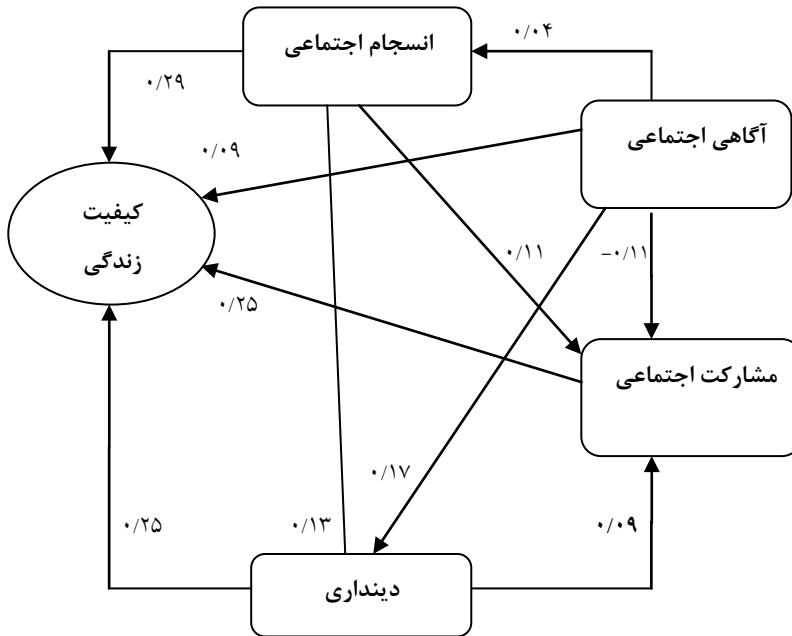 انسجام اجتماعی
۰/۰۴
۰/۲۹
آگاهی اجتماعی
۰/۰۹
کیفیت
زندگی
۰/۱۱
-۰/۱۱
۰/۲۵
مشارکت اجتماعی
۰/۱۷
۰/۲۵
۰/۱۳
۰/۰۹
دینداری